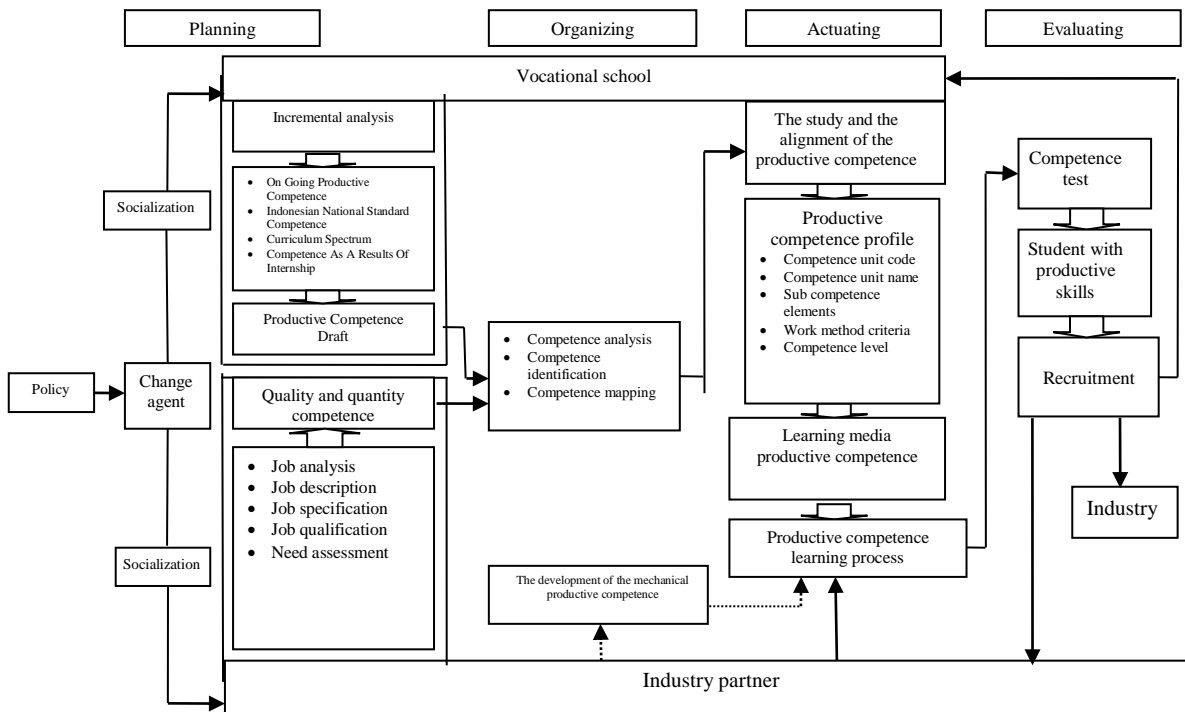 Planning
Organizing
Actuating
Evaluating
Vocational school
Incremental analysis
• On Going Productive
Competence
• Indonesian National Standard
Competence
• Curriculum Spectrum
• Competence As A Results Of
Internship
Productive Competence
Draft
Socialization
Policy
Change
agent
Quality and quantity
competence
• Job analysis
• Job description
• Job specification
• Job qualification
• Need assessment
Socialization
• Competence analysis
• Competence
identification
• Competence mapping
The development of the mechanical
productive competence
The study and the
alignment of the
productive competence
Productive
competence profile
• Competence unit code
• Competence unit name
• Sub competence
elements
• Work method criteria
• Competence level
Learning media
productive competence
Productive competence
learning process
Competence
test
Student with
productive
skills
Recruitment
Industry
Industry partner